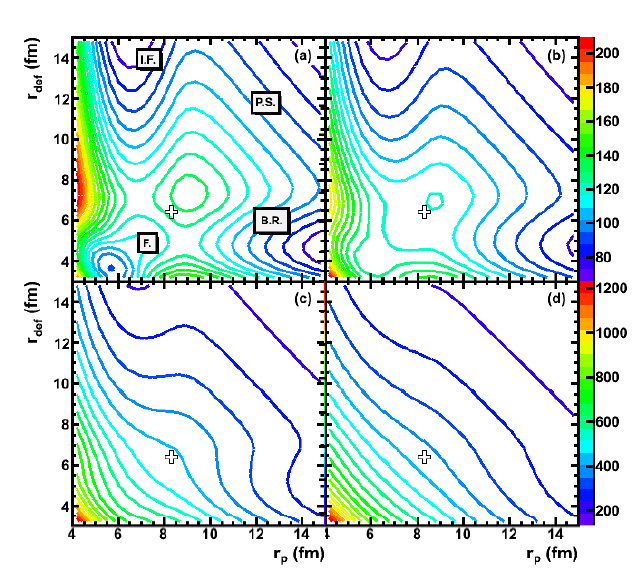 r_def (fm)
14
12
10
8
6
4
I.F.
P.S.
B.R.
F.
(a)
(b)
200
180
160
140
120
100
80
r_def (fm)
14
12
10
8
6
4
(c)
(d)
1200
1000
800
600
400
200
4 6 8 10 12 14
4 6 8 10 12 14
r_p (fm)
r_p (fm)